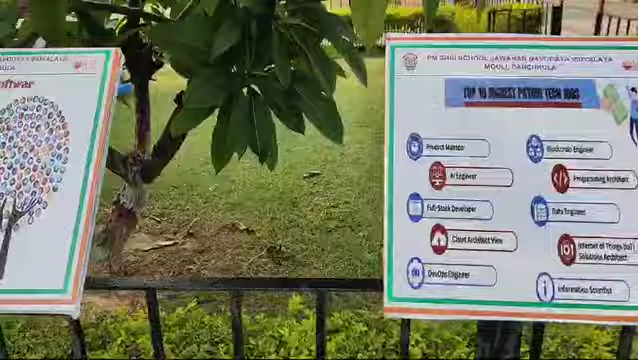 VIDYALAYA
PM SHRI SCHOOL JAWAHAR NAVODAYA VIDYALAYA
MOULI, PANCHKULA
TOP 10 HIGHEST PAYING TECH JOBS
Product Manager
Blockchain Engineer
AI Engineer
Programming Architect
Full-Stack Developer
Data Engineer
Cloud Architect
Internet of Things (IoT)
Solutions Architect
DevOps Engineer
Information Scientist